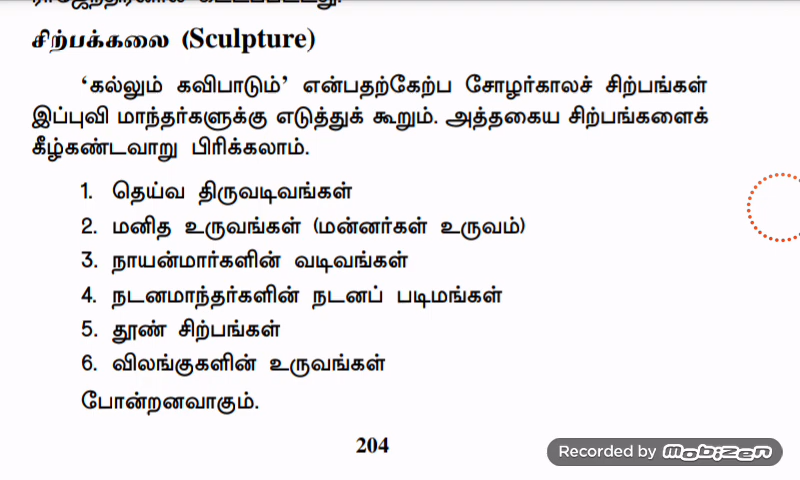 சிற்பக்கலை (Sculpture)
‘கல்லும் கவிபாடும்’ என்பதற்கேற்ப சோழர்காலச் சிற்பங்கள்
இப்புவி மாந்தர்களுக்கு எடுத்துக் கூறும். அத்தகைய சிற்பங்களைக்
கீழ்கண்டவாறு பிரிக்கலாம்.
1. தெய்வ திருவடிவங்கள்
2. மனித உருவங்கள் (மன்னர்கள் உருவம்)
3. நாயன்மார்களின் வடிவங்கள்
4. நடனமாந்தர்களின் நடனப் படிமங்கள்
5. தூண் சிற்பங்கள்
6. விலங்குகளின் உருவங்கள்
போன்றனவாகும்.
204
Recorded by mobizen